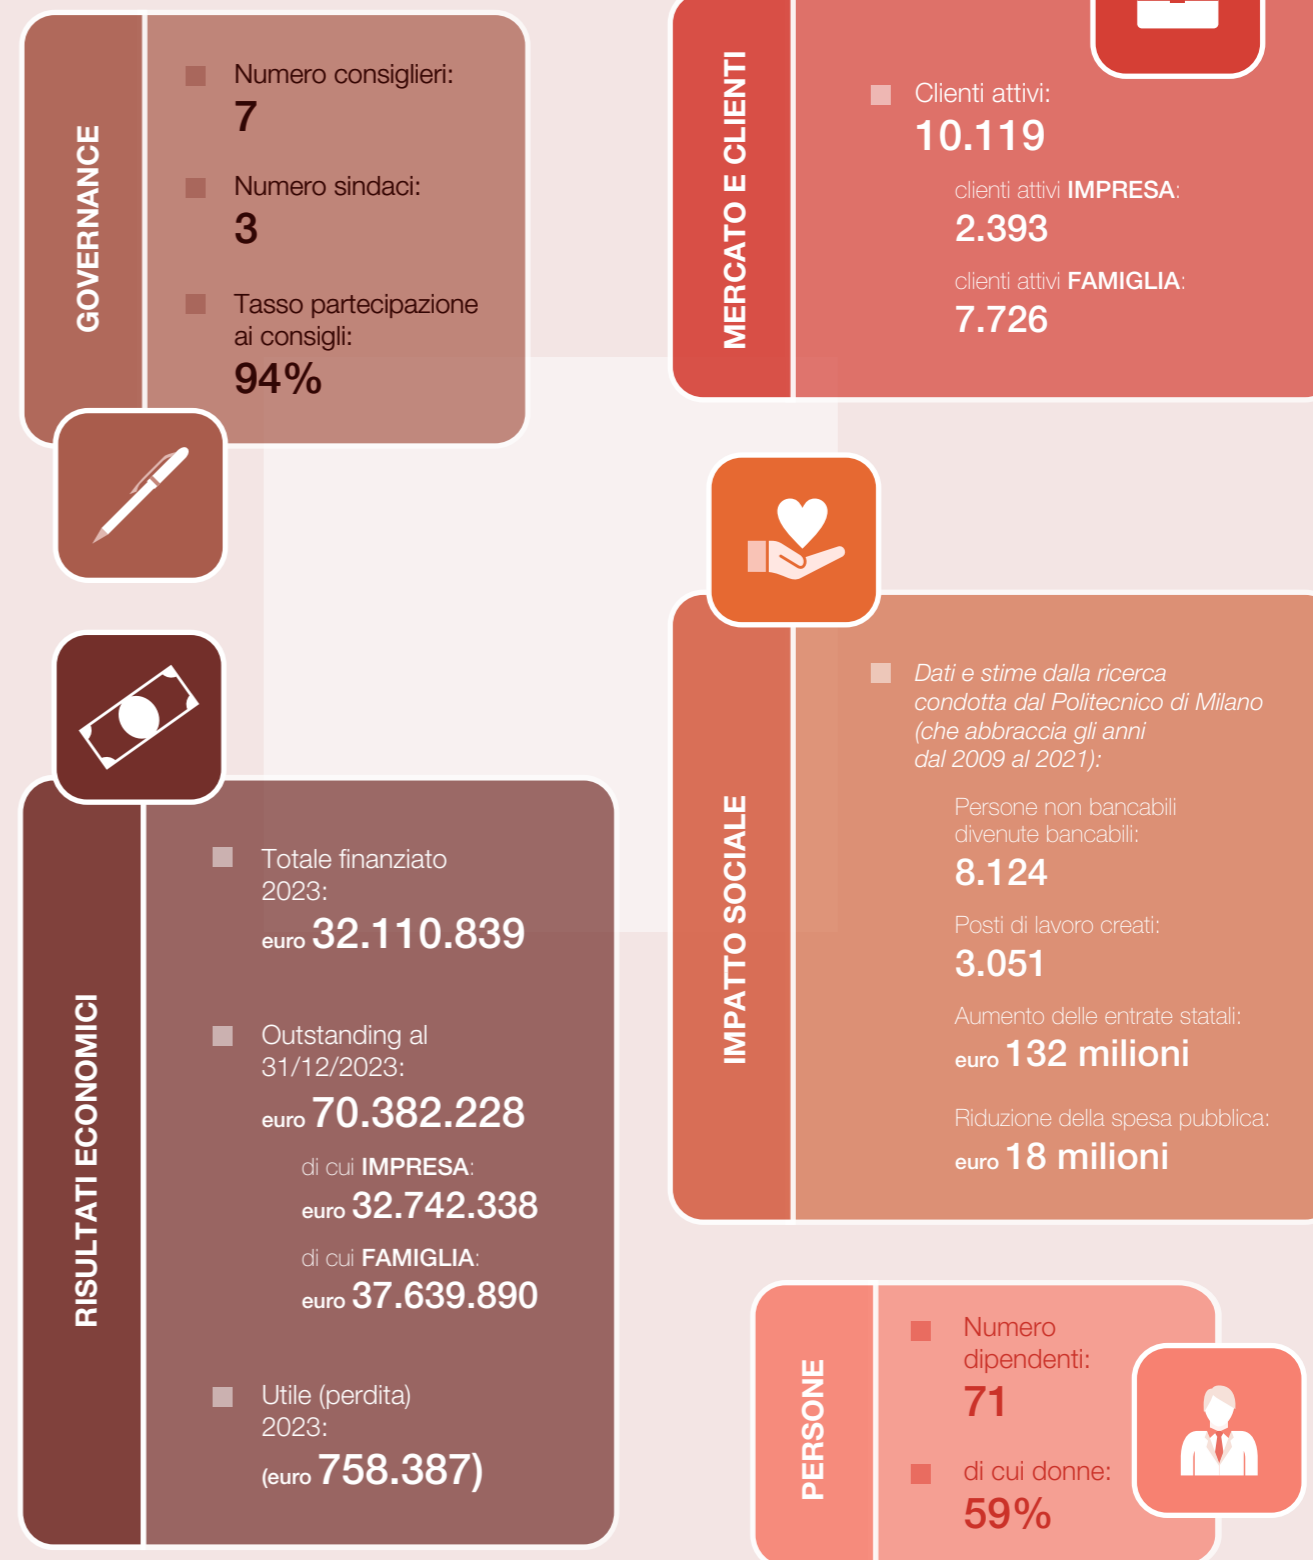 GOVERNANCE
Numero consiglieri:
7
Numero sindaci:
3
Tasso partecipazione
ai consigli:
94%
MERCATO E CLIENTI
Clienti attivi:
10.119
clienti attivi IMPRESA:
2.393
clienti attivi FAMIGLIA:
7.726
RISULTATI ECONOMICI
Totale finanziato
2023:
euro 32.110.839
Outstanding al
31/12/2023:
euro 70.382.228
di cui IMPRESA:
euro 32.742.338
di cui FAMIGLIA:
euro 37.639.890
Utile (perdita)
2023:
(euro 758.387)
IMPATTO SOCIALE
Dati e stime dalla ricerca
condotta dal Politecnico di Milano
(che abbraccia gli anni
dal 2009 al 2021):
Persone non bancabili
divenute bancabili:
8.124
Posti di lavoro creati:
3.051
Aumento delle entrate statali:
euro 132 milioni
Riduzione della spesa pubblica:
euro 18 milioni
PERSONE
Numero
dipendenti:
71
di cui donne:
59%